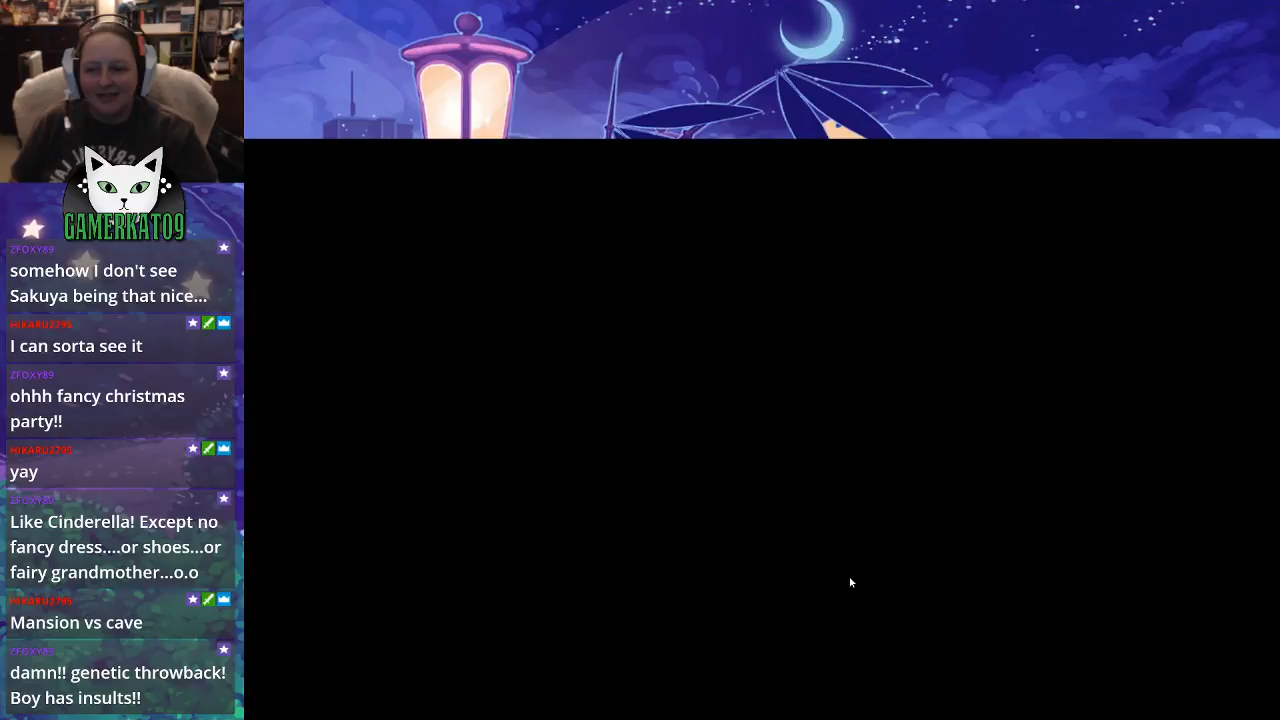 GAMERKAT09
ZFOXY89
somehow I don't see
Sakuya being that nice...
HIKARU2795
I can sorta see it
ZFOXY89
ohhh fancy christmas
party!!
HIKARU2795
yay
ZFOXY89
Like Cinderella! Except no
fancy dress....or shoes...or
fairy grandmother...o.o
HIKARU2795
Mansion vs cave
ZFOXY89
damn!! genetic throwback!
Boy has insults!!